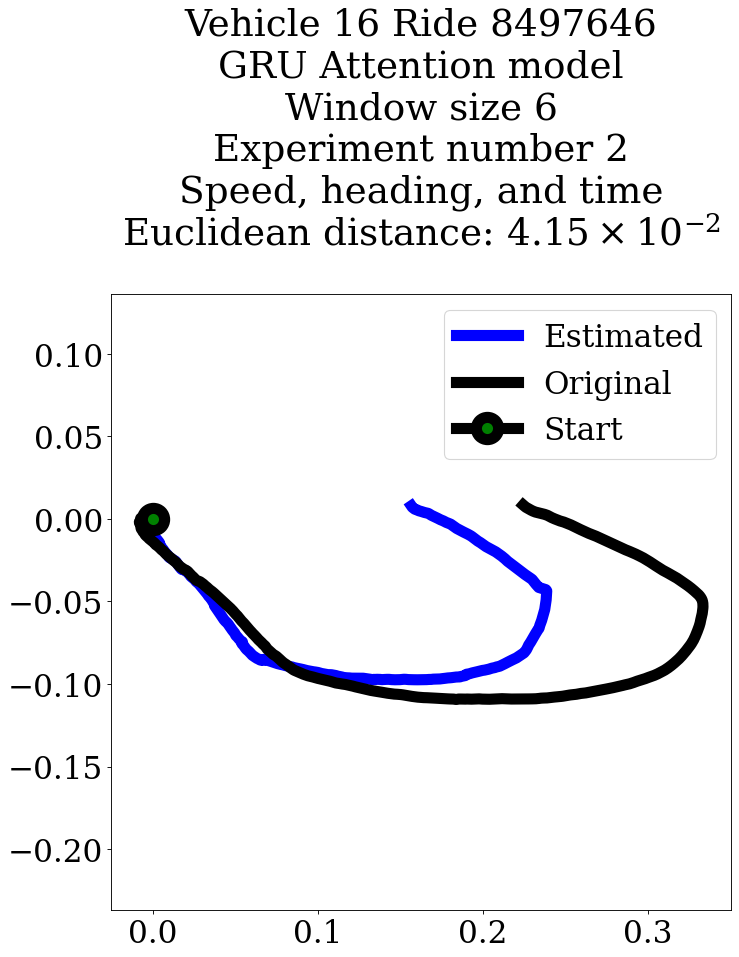 Vehicle 16 Ride 8497646
GRU Attention model
Window size 6
Experiment number 2
Speed, heading, and time
Euclidean distance: 4.15 × 10⁻²
Estimated
Original
Start
0.10
0.05
0.00
−0.05
−0.10
−0.15
−0.20
0.0 0.1 0.2 0.3